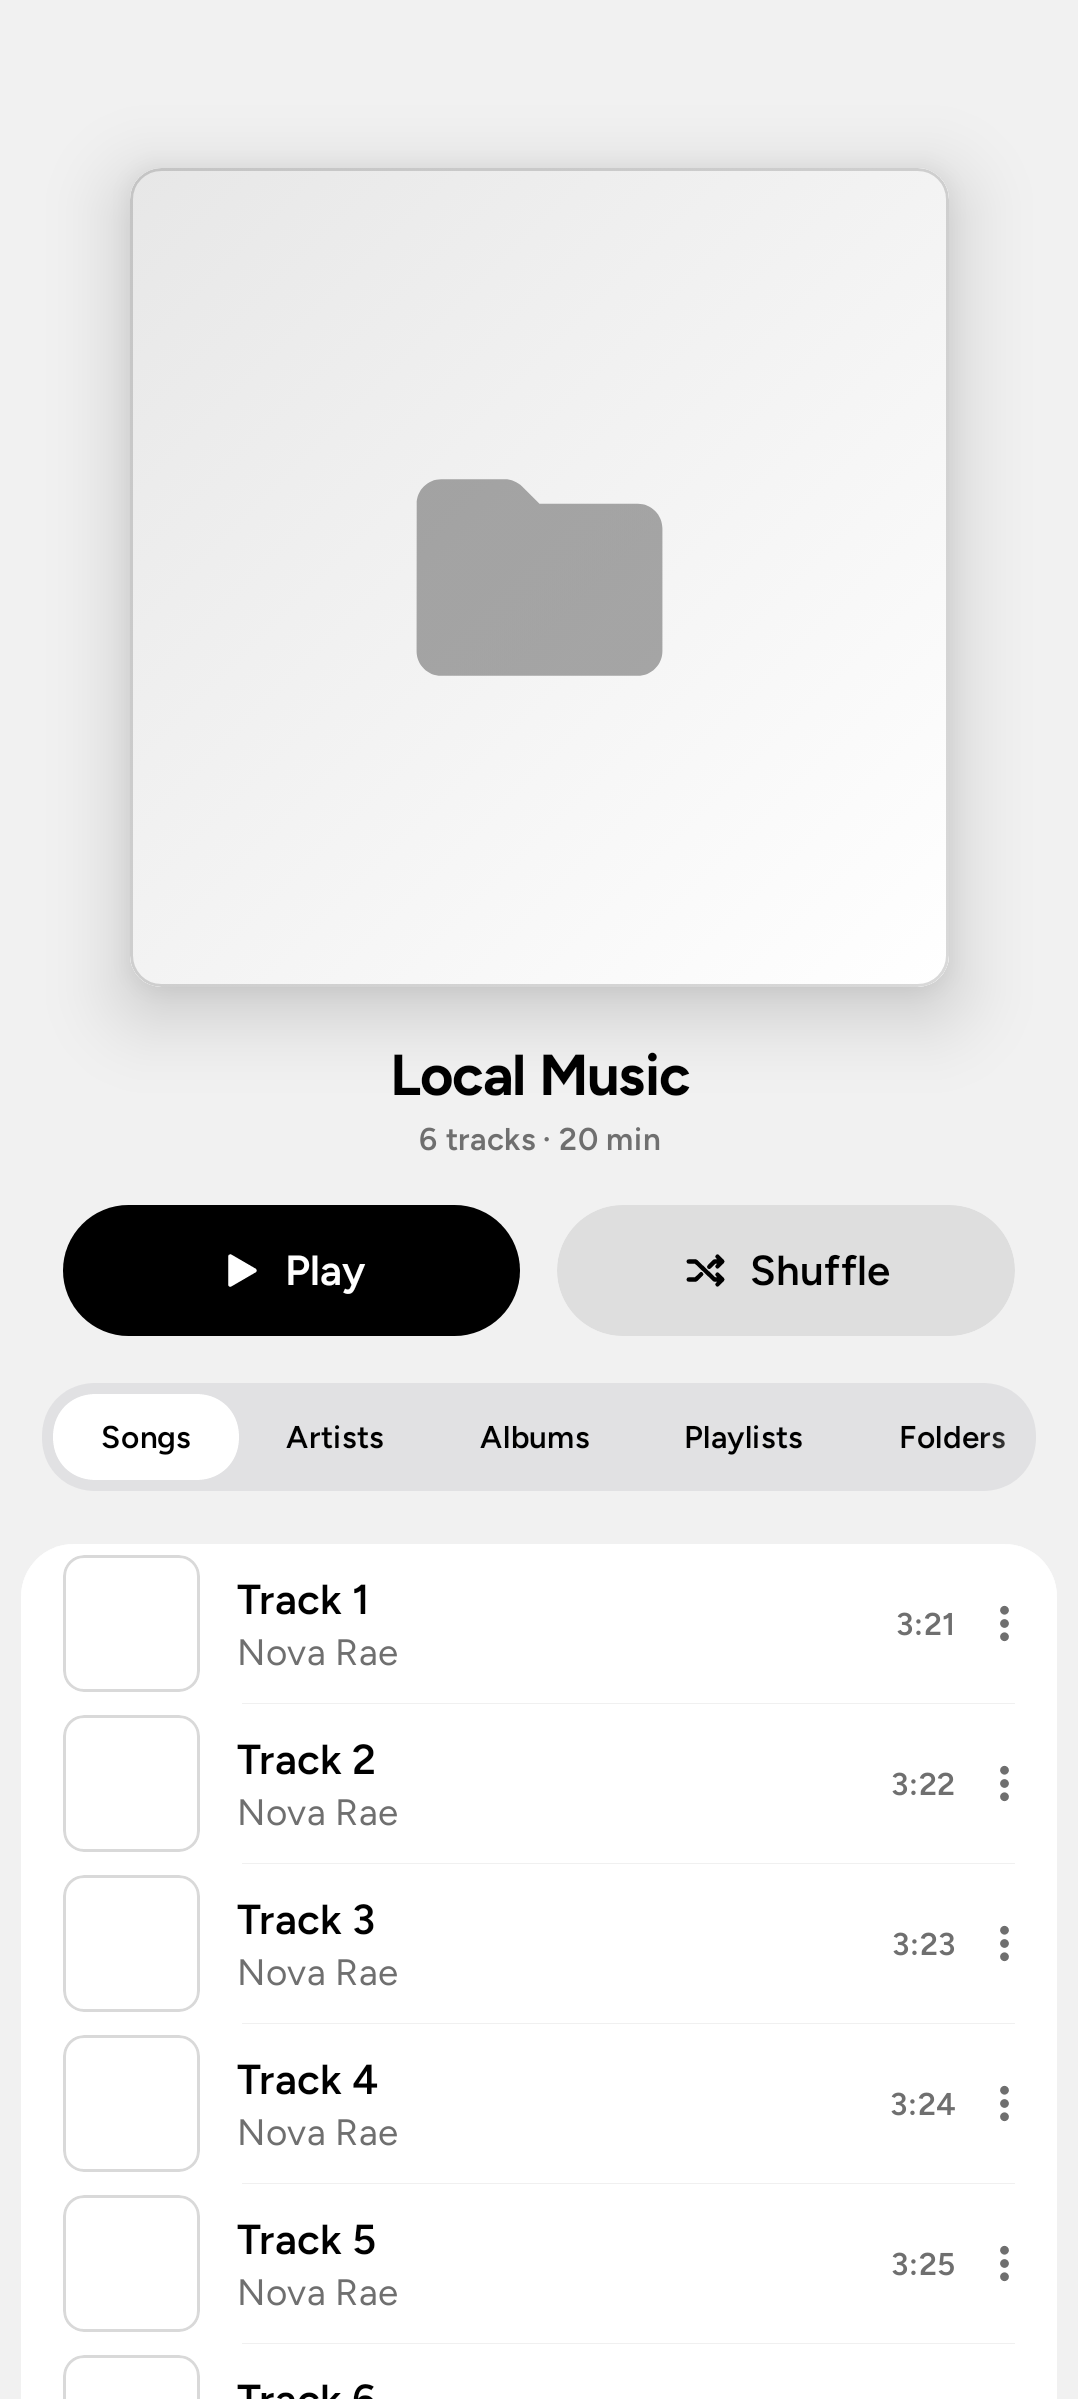 Local Music
6 tracks · 20 min
Play
Shuffle
Songs Artists Albums Playlists Folders
Track 1
Nova Rae
3:21
Track 2
Nova Rae
3:22
Track 3
Nova Rae
3:23
Track 4
Nova Rae
3:24
Track 5
Nova Rae
3:25
Track 6